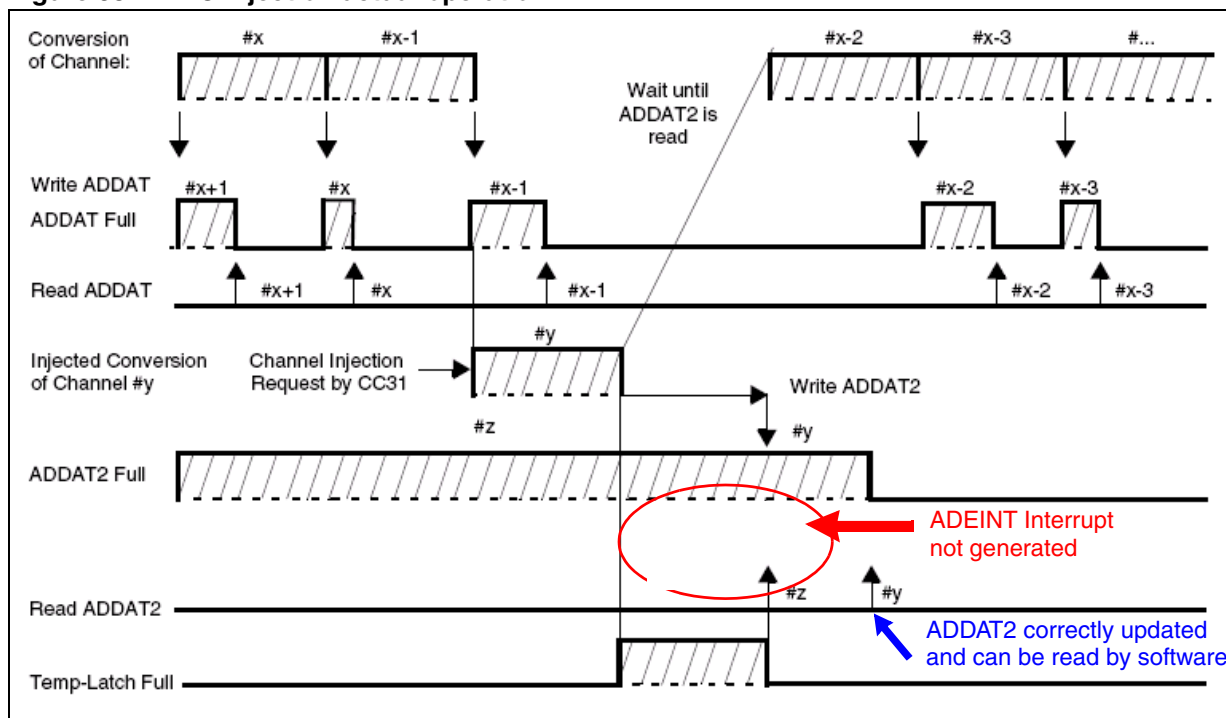 Conversion
of Channel:
#x
#x-1
#x-2
#x-3
#...
Wait until
ADDAT2 is
read
Write ADDAT
ADDAT Full
#x+1
#x
#x-1
#x-2
#x-3
Read ADDAT
#x+1
#x
#x-1
#x-2
#x-3
Injected Conversion
of Channel #y
Channel Injection
Request by CC31
#y
Write ADDAT2
#z
#y
ADDAT2 Full
ADEINT Interrupt
not generated
Read ADDAT2
#z
#y
ADDAT2 correctly updated
and can be read by software
Temp-Latch Full